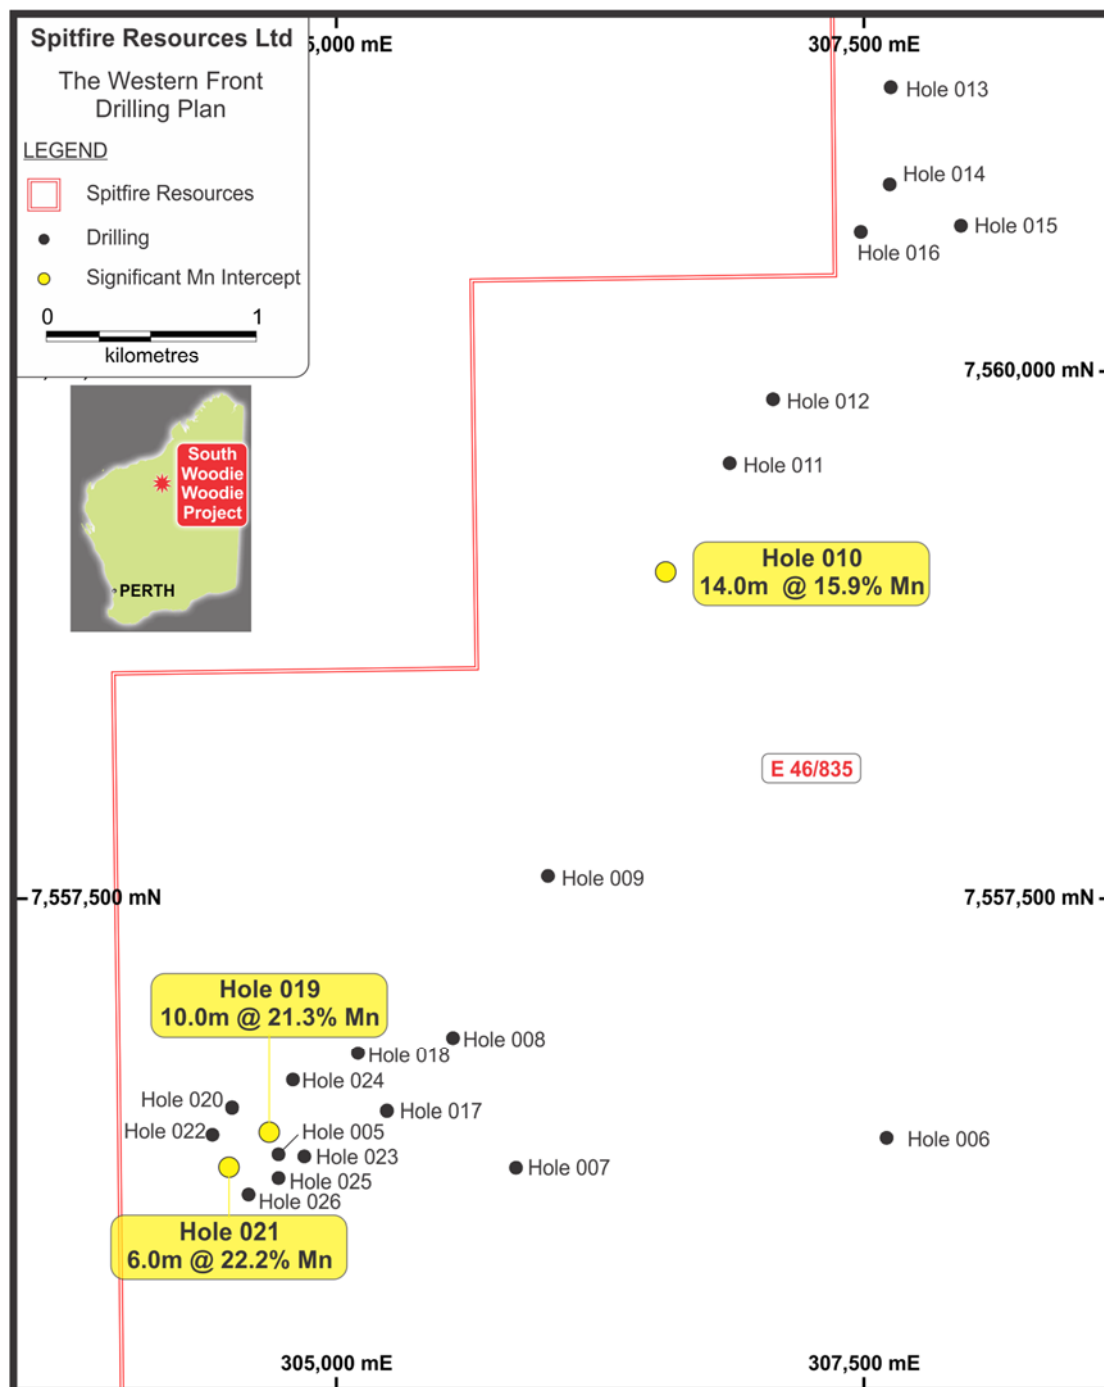 Spitfire Resources Ltd
The Western Front
Drilling Plan
LEGEND
Spitfire Resources
Drilling
Significant Mn Intercept
0 1
kilometres
5,000 mE
307,500 mE
Hole 013
Hole 014
Hole 015
Hole 016
7,560,000 mN
Hole 012
Hole 011
South
Woodie
Woodie
Project
PERTH
Hole 010
14.0m @ 15.9% Mn
E 46/835
Hole 009
7,557,500 mN
7,557,500 mN
Hole 019
10.0m @ 21.3% Mn
Hole 008
Hole 018
Hole 024
Hole 020
Hole 017
Hole 022
Hole 005
Hole 006
Hole 023
Hole 007
Hole 025
Hole 026
Hole 021
6.0m @ 22.2% Mn
305,000 mE
307,500 mE